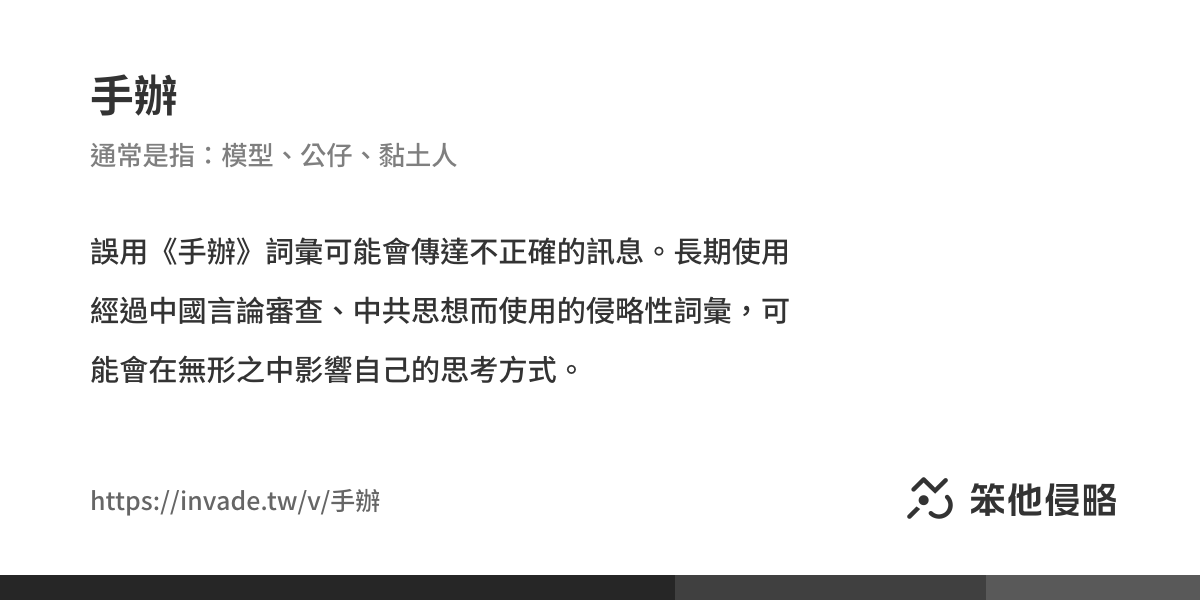 手辦
通常是指：模型、公仔、黏土人
誤用《手辦》詞彙可能會傳達不正確的訊息。長期使用
經過中國言論審查、中共思想而使用的侵略性詞彙，可
能會在無形之中影響自己的思考方式。
https://invade.tw/v/手辦
笨他侵略